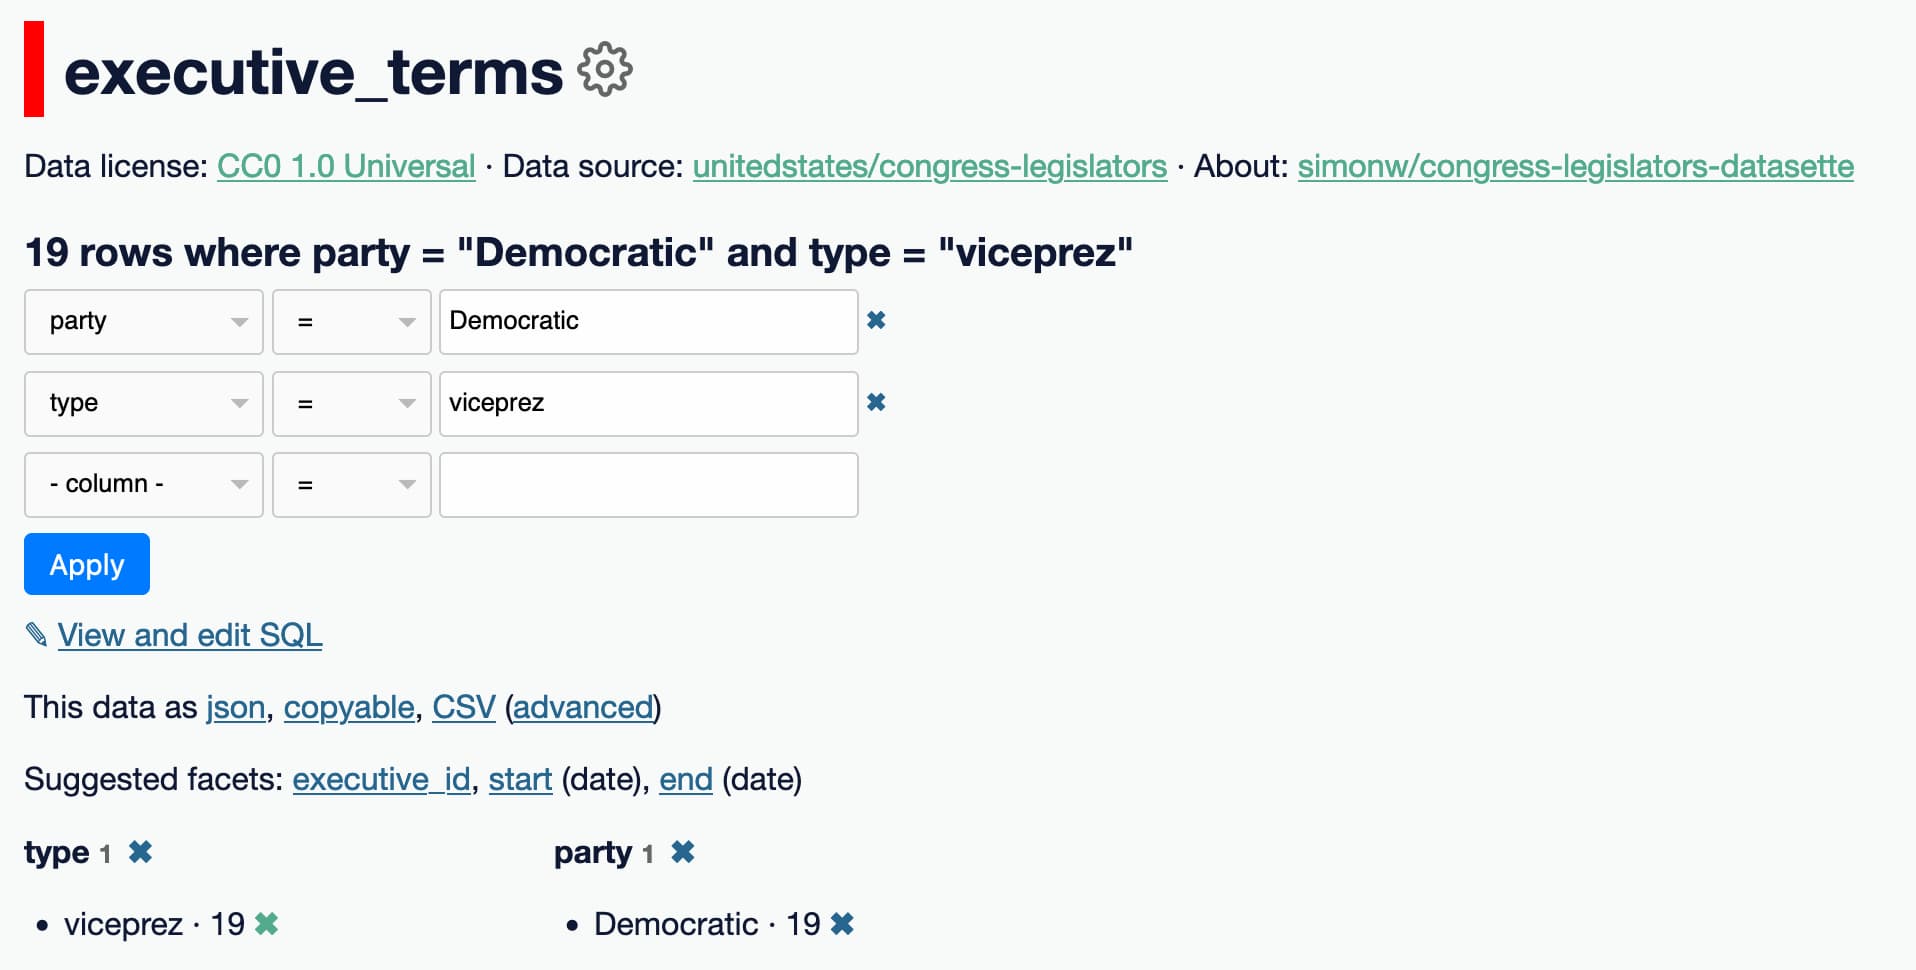 executive_terms
Data license: CC0 1.0 Universal · Data source: unitedstates/congress-legislators · About: simonw/congress-legislators-datasette
19 rows where party = "Democratic" and type = "viceprez"
party = Democratic ✖
type = viceprez ✖
- column - =
Apply
✎ View and edit SQL
This data as json, copyable, CSV (advanced)
Suggested facets: executive_id, start (date), end (date)
type 1 ✖ party 1 ✖
• viceprez · 19 ✖ • Democratic · 19 ✖